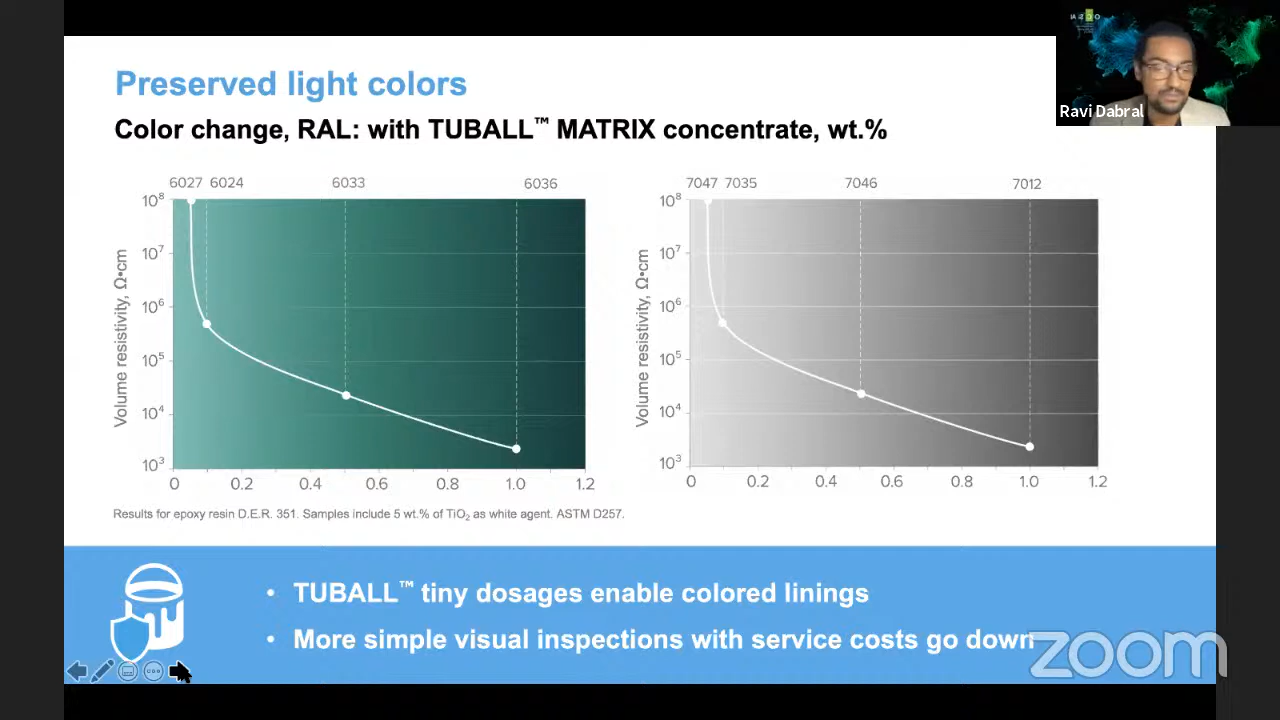 Preserved light colors
Color change, RAL: with TUBALL™ MATRIX concentrate, wt.%
Ravi Dabral
6027 6024 6033 6036
Volume resistivity, Ω•cm
10⁸
10⁷
10⁶
10⁵
10⁴
10³
0 0.2 0.4 0.6 0.8 1.0 1.2
7047 7035 7046 7012
Volume resistivity, Ω•cm
10⁸
10⁷
10⁶
10⁵
10⁴
10³
0 0.2 0.4 0.6 0.8 1.0 1.2
Results for epoxy resin D.E.R. 351. Samples include 5 wt.% of TiO₂ as white agent. ASTM D257.
• TUBALL™ tiny dosages enable colored linings
• More simple visual inspections with service costs go down
zoom